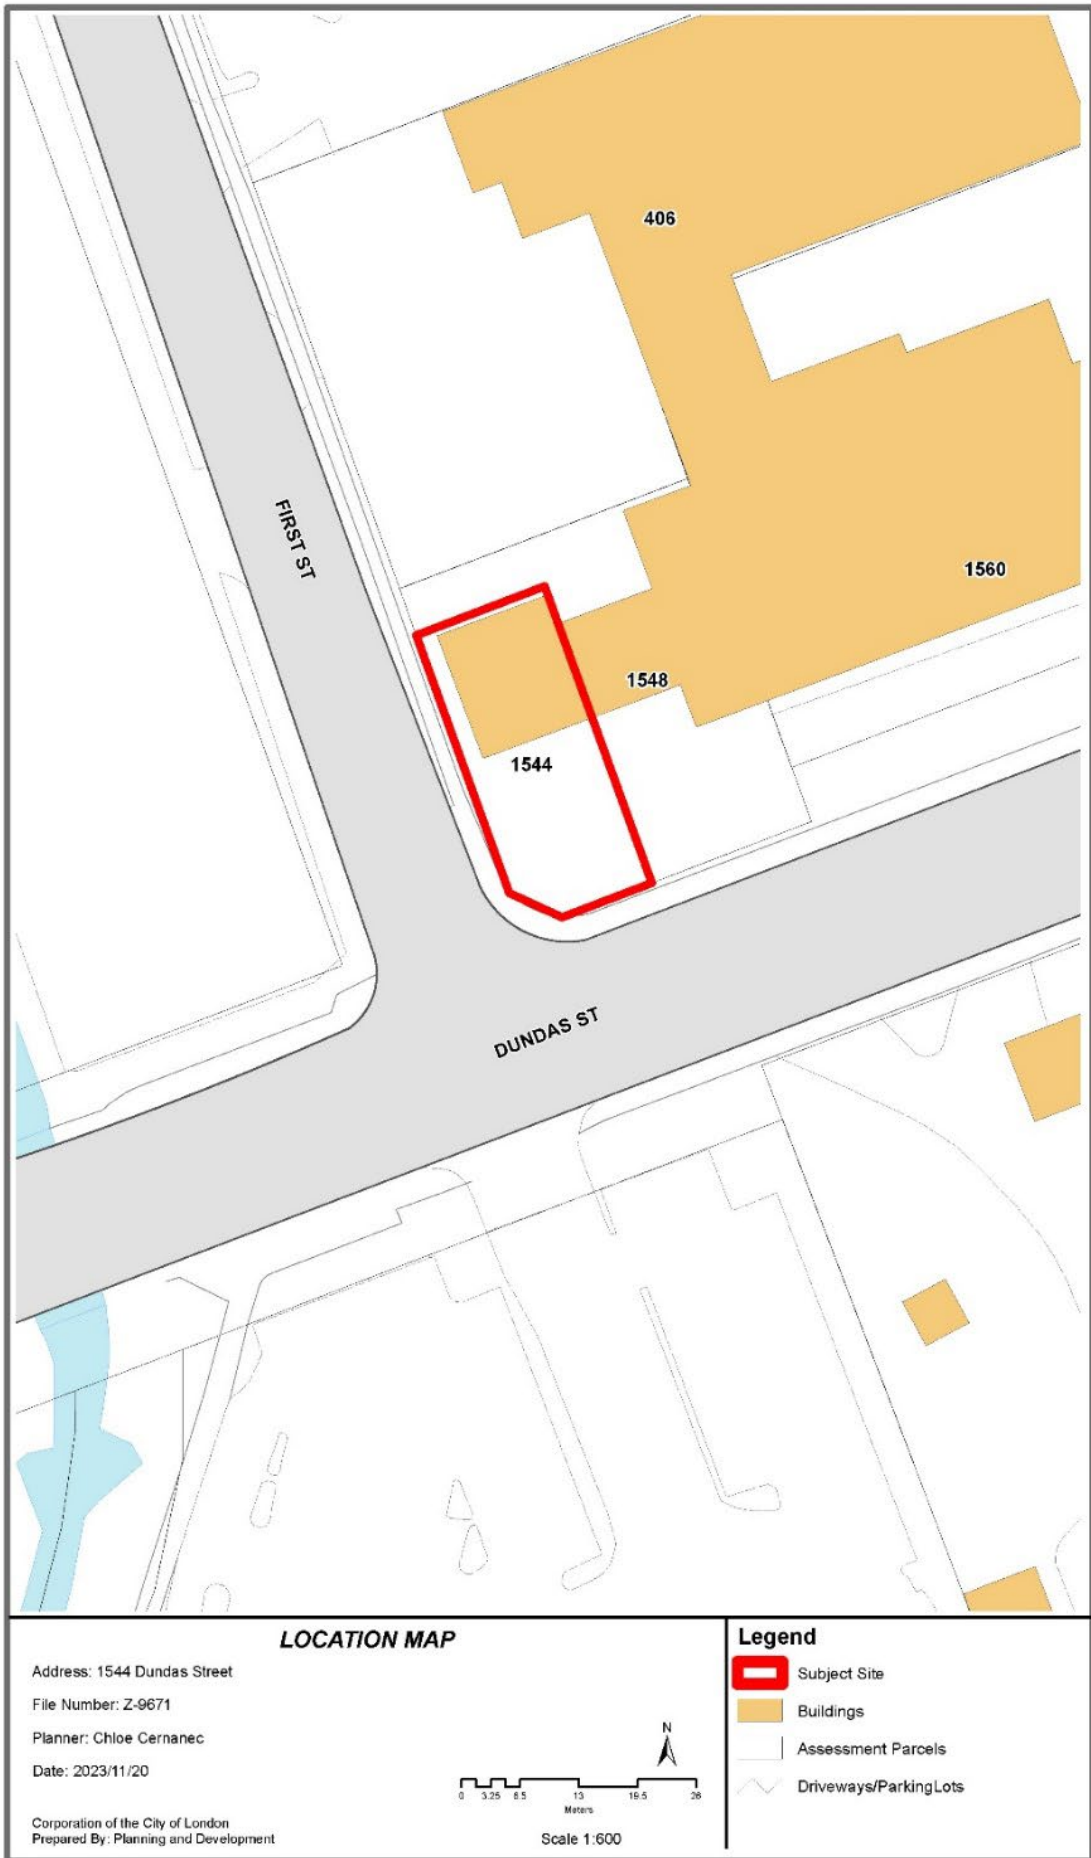 406
FIRST ST
1560
1548
1544
DUNDAS ST
LOCATION MAP
Address: 1544 Dundas Street
File Number: Z-9671
Planner: Chloe Cernanec
Date: 2023/11/20
Corporation of the City of London
Prepared By: Planning and Development
N
0 3.25 6.5 13 19.5 26
Meters
Scale 1:600
Legend
Subject Site
Buildings
Assessment Parcels
Driveways/ParkingLots